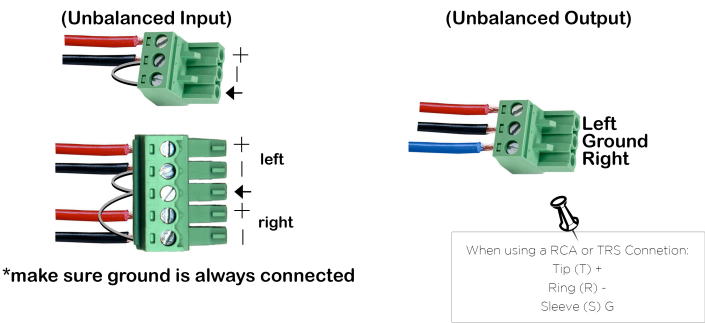 (Unbalanced Input)
(Unbalanced Output)
+
|
+
left
|
+
right
|
*make sure ground is always connected
Left
Ground
Right
When using a RCA or TRS Connetion:
Tip (T) +
Ring (R) -
Sleeve (S) G